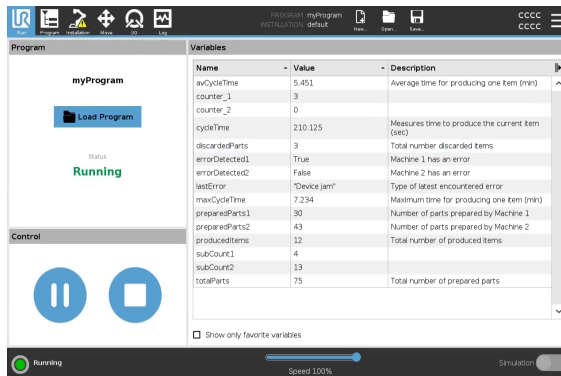 UR
Run
Program
Installation
Move
I/O
Log
PROGRAM myProgram
INSTALLATION default
New...
Open...
Save...
CCCC
CCCC
Program
myProgram
Load Program
Status
Running
Control
Variables
Name Value Description
avCycleTime 5.451 Average time for producing one item (min)
counter_1 3
counter_2 0
cycleTime 210.125 Measures time to produce the current item
(sec)
discardedParts 3 Total number discarded items
errorDetected1 True Machine 1 has an error
errorDetected2 False Machine 2 has an error
lastError "Device jam" Type of latest encountered error
maxCycleTime 7.234 Maximum time for producing one item (min)
preparedParts1 30 Number of parts prepared by Machine 1
preparedParts2 43 Number of parts prepared by Machine 2
producedItems 12 Total number of produced items
subCount1 4
subCount2 13
totalParts 75 Total number of prepared parts
Show only favorite variables
Running
Speed 100%
Simulation